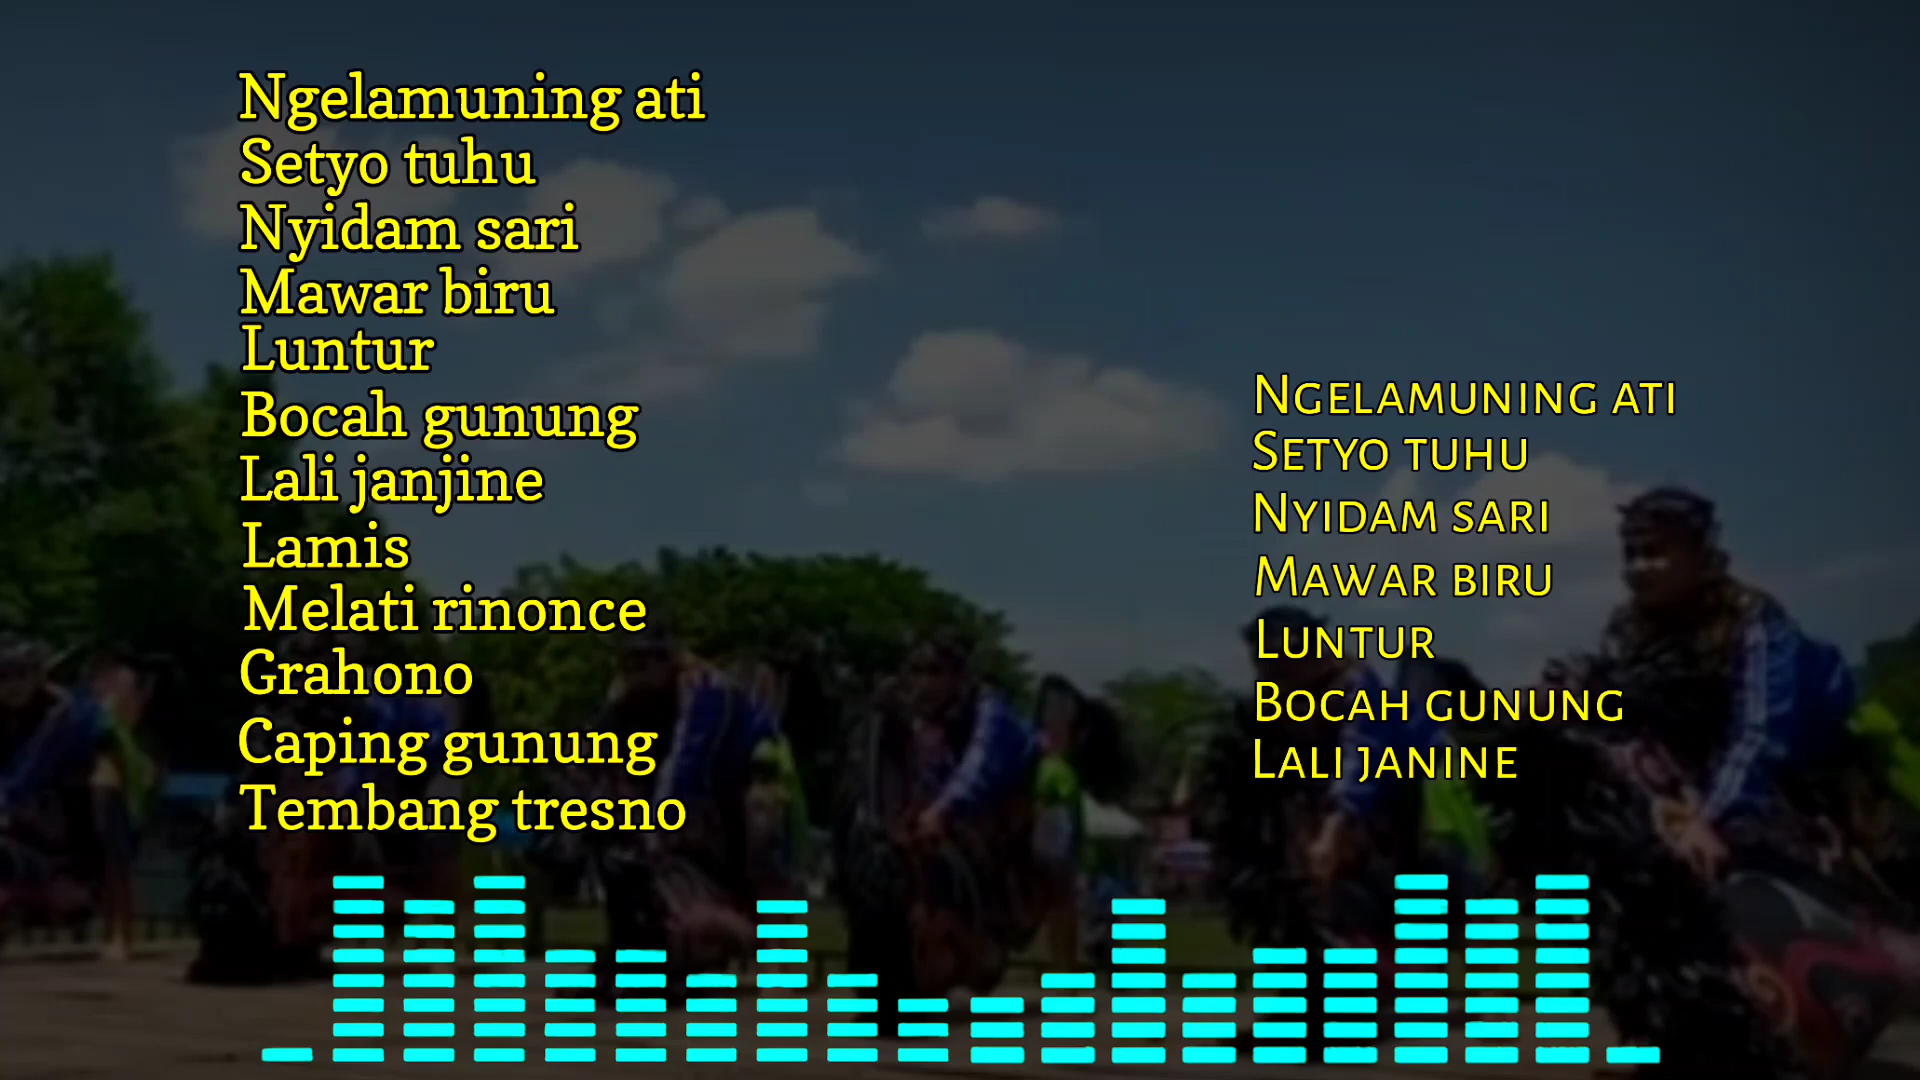 Ngelamuning ati
Setyo tuhu
Nyidam sari
Mawar biru
Luntur
Bocah gunung
Lali janjine
Lamis
Melati rinonce
Grahono
Caping gunung
Tembang tresno
Ngelamuning ati
Setyo tuhu
Nyidam sari
Mawar biru
Luntur
Bocah gunung
Lali janine